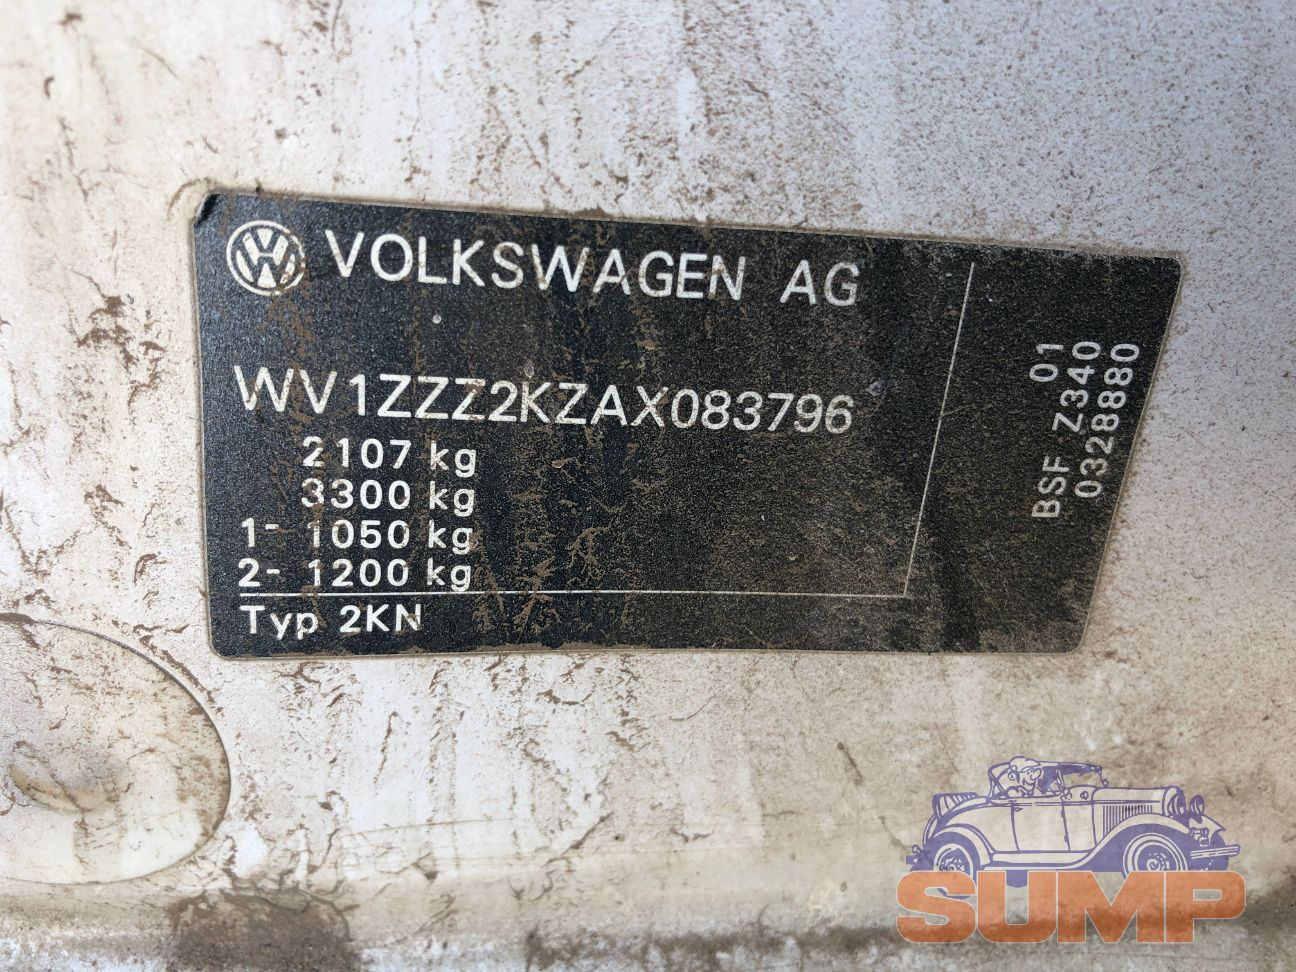 VOLKSWAGEN AG
WV1ZZZ2KZAX083796
2107 kg
3300 kg
1- 1050 kg
2- 1200 kg
Typ 2KN
01
BSF Z340
0328880
SUMP